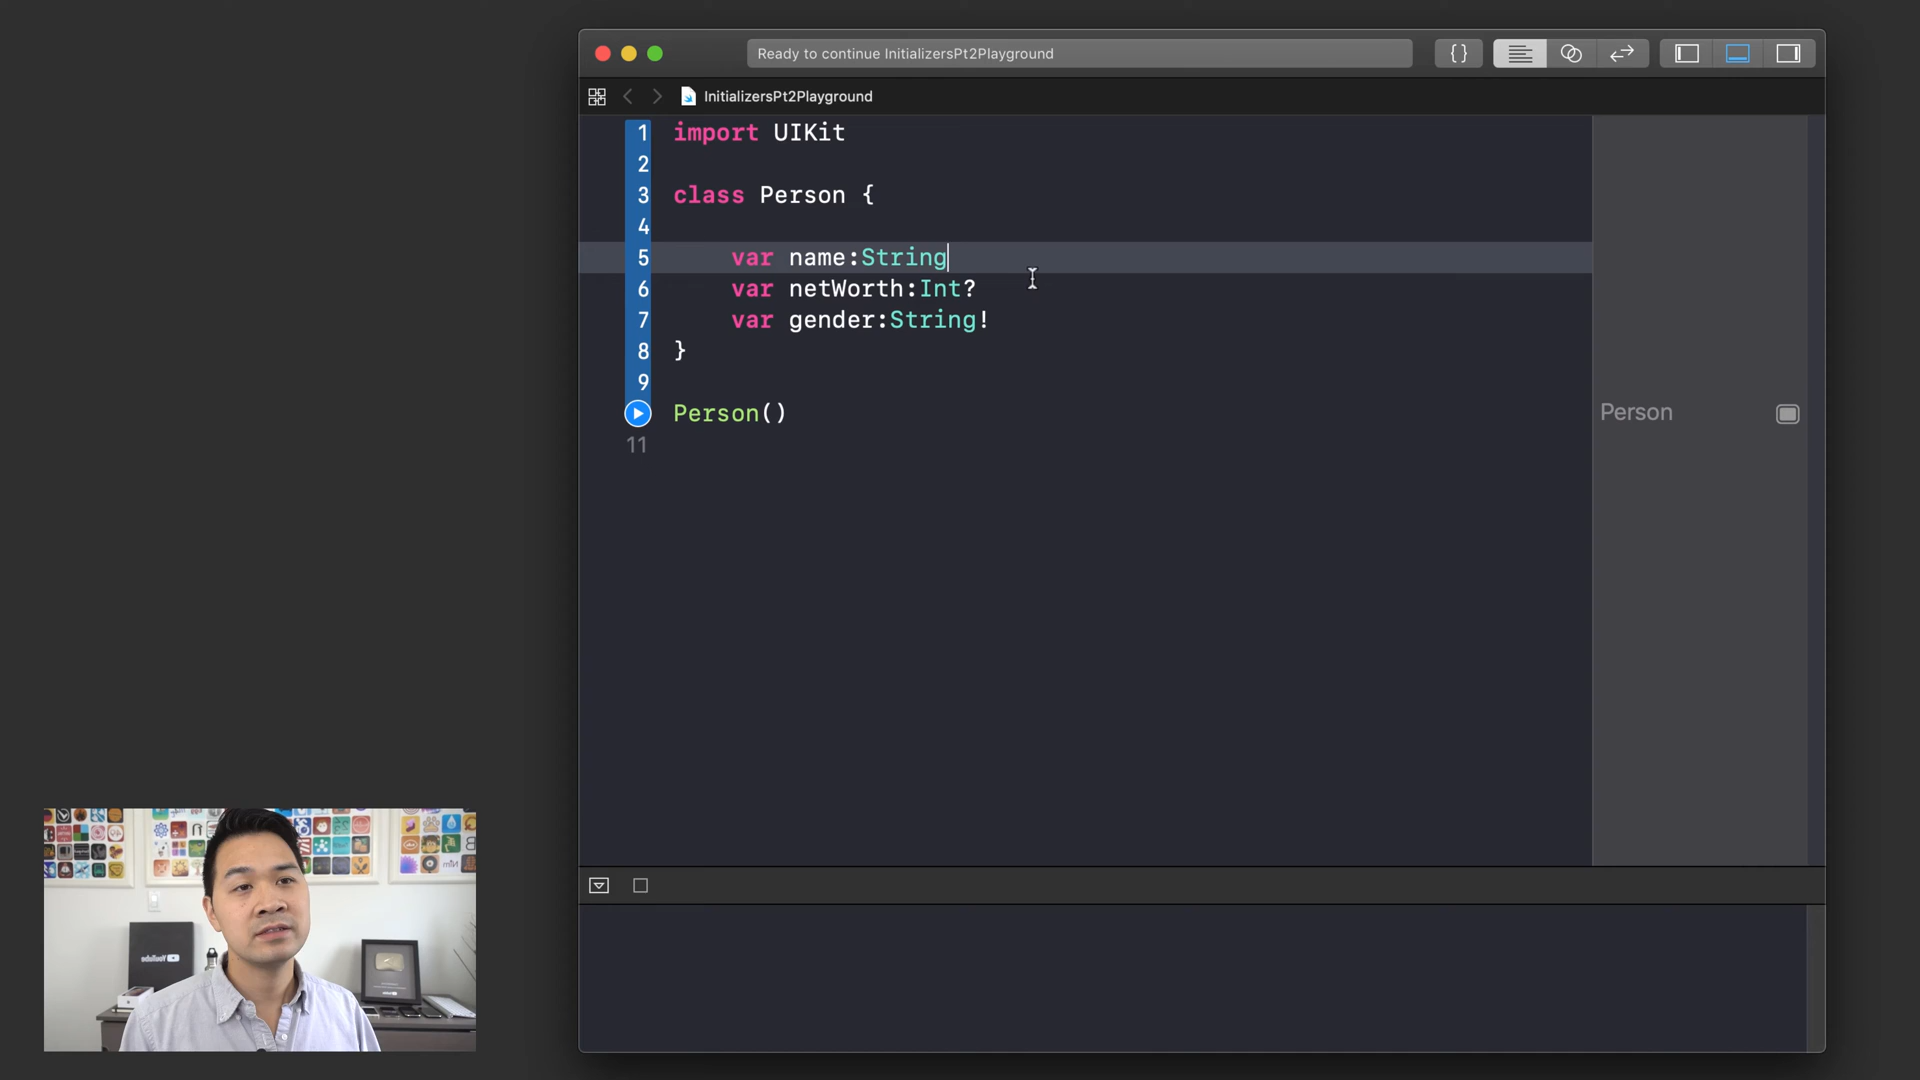 Ready to continue InitializersPt2Playground
{}
InitializersPt2Playground
1 import UIKit
2
3 class Person {
4
5 var name:String
6 var netWorth:Int?
7 var gender:String!
8 }
9
Person()
Person
11
YouTube